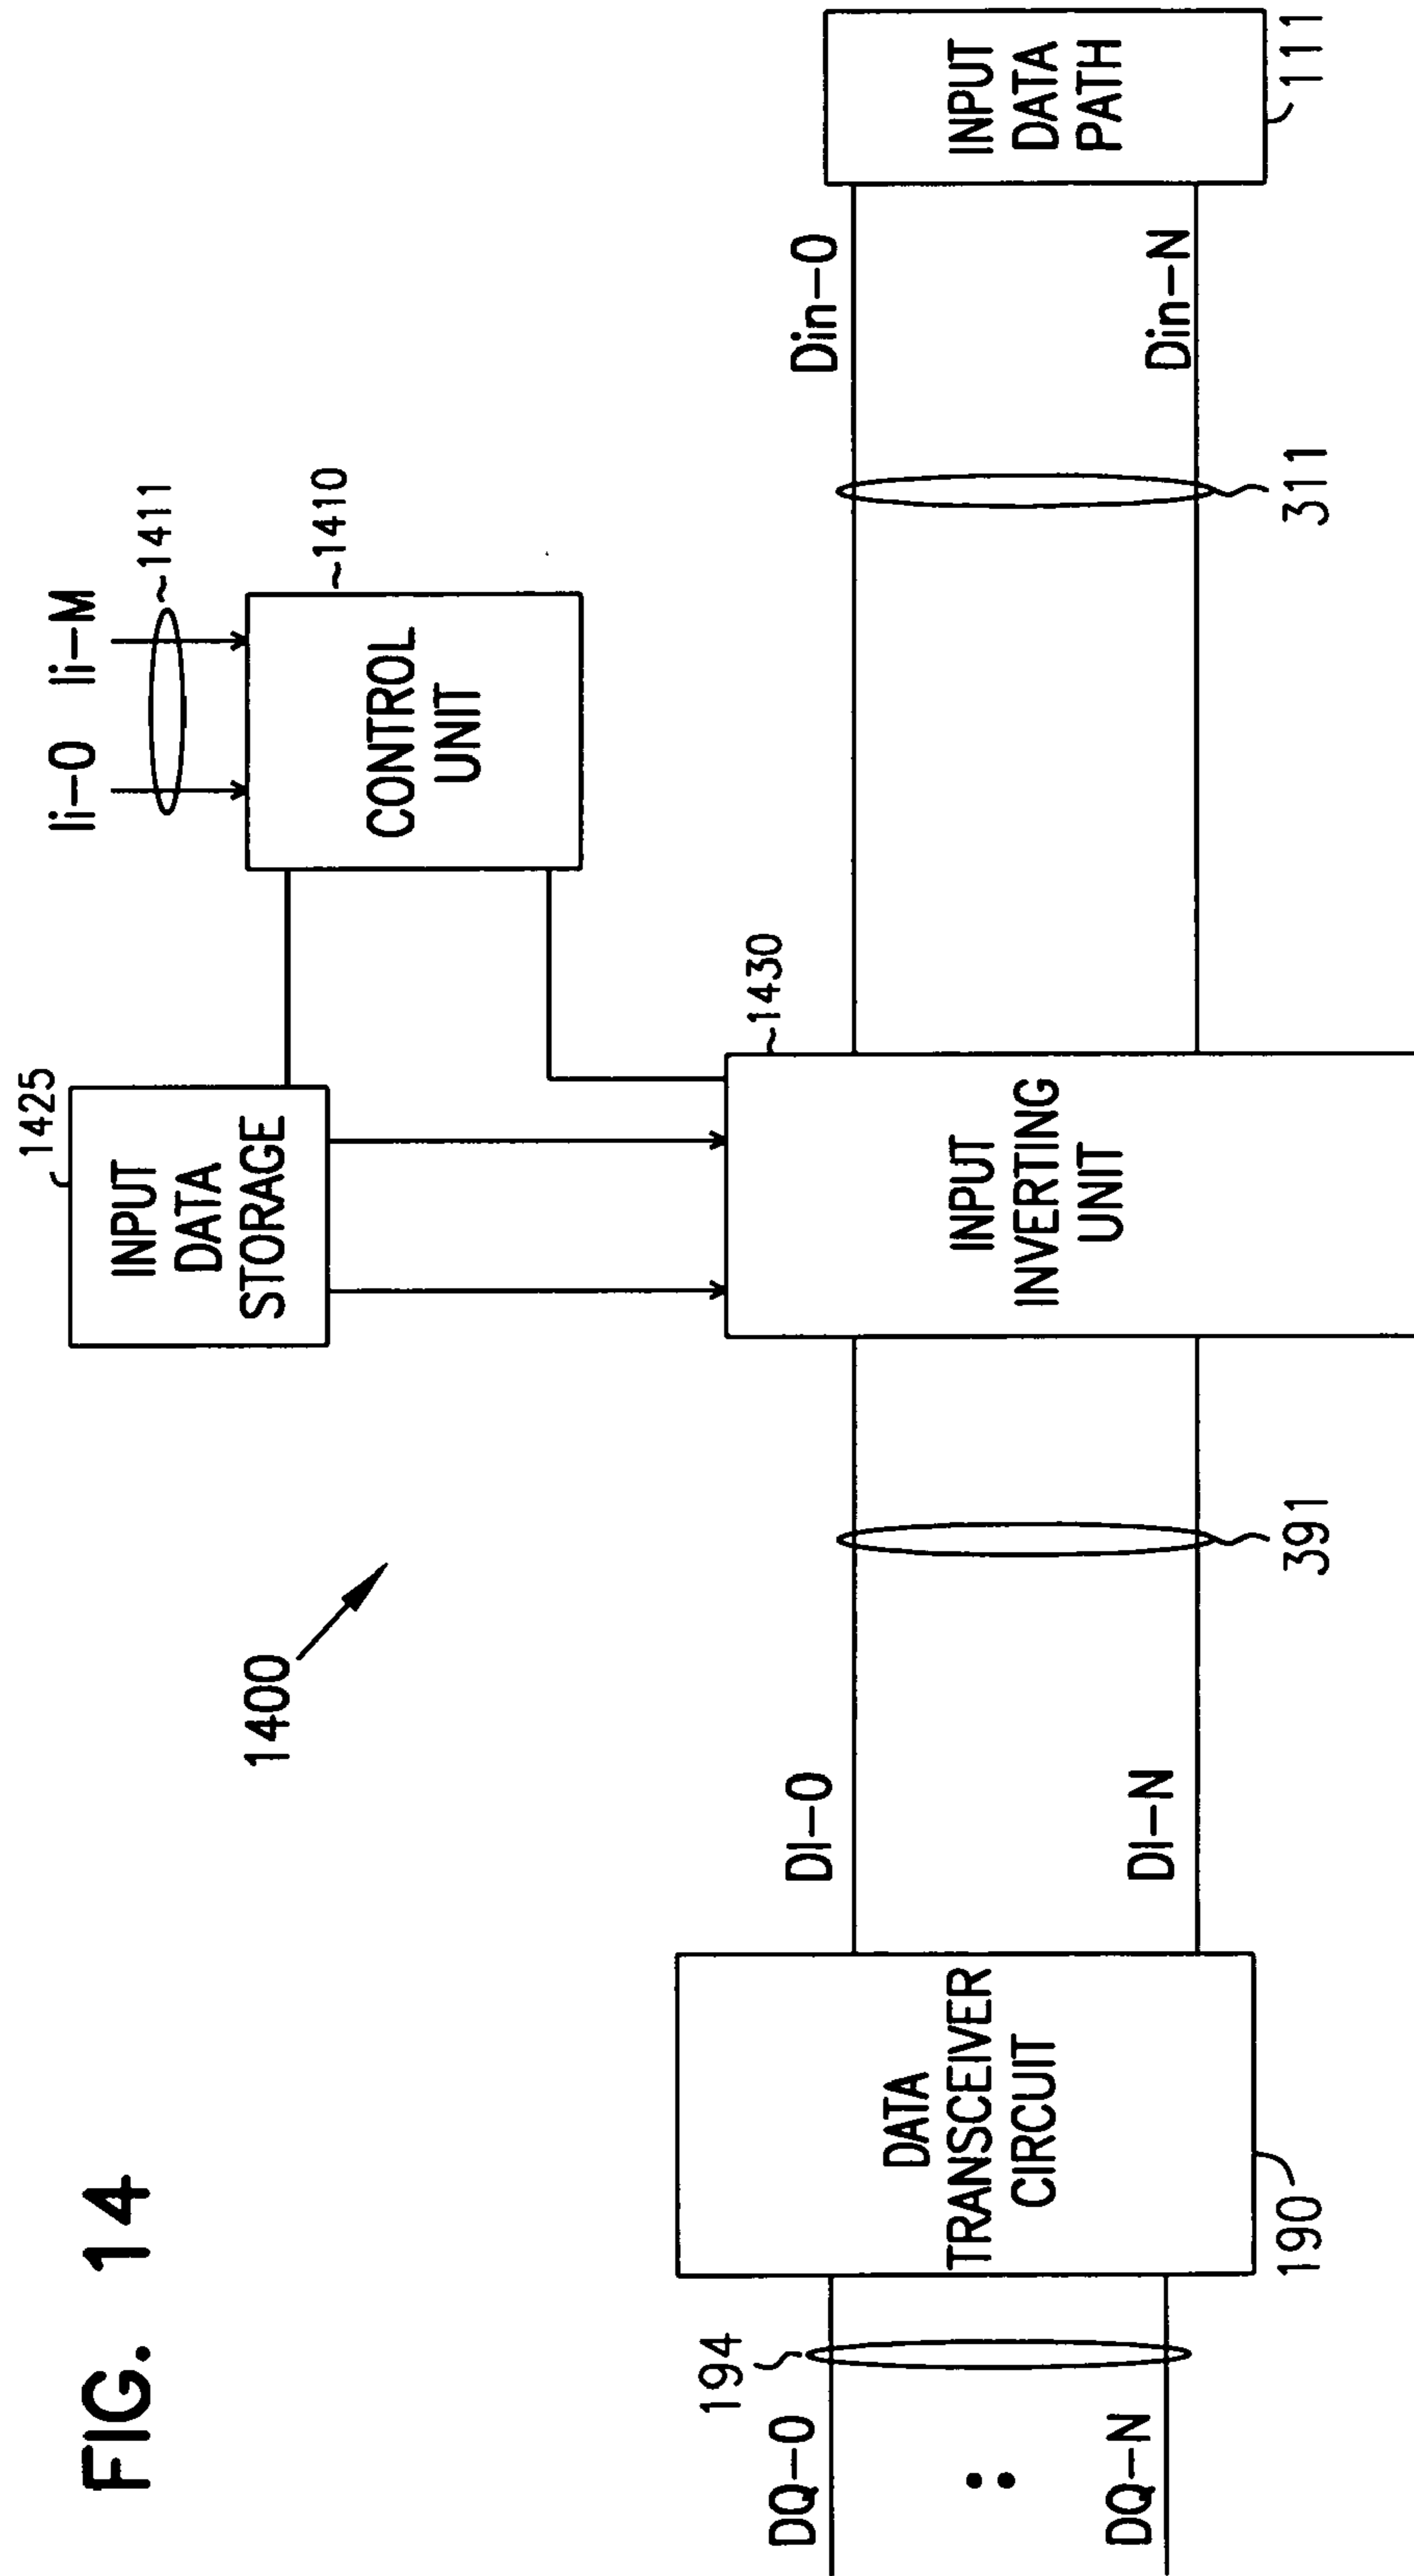 FIG. 14
1400
1425
INPUT
DATA
STORAGE
Ii-0 Ii-M
~1411
~1410
CONTROL
UNIT
~1430
INPUT
INVERTING
UNIT
DQ-0
DQ-N
194
DATA
TRANSCEIVER
CIRCUIT
190
DI-0
DI-N
391
Din-0
Din-N
311
INPUT
DATA
PATH
111